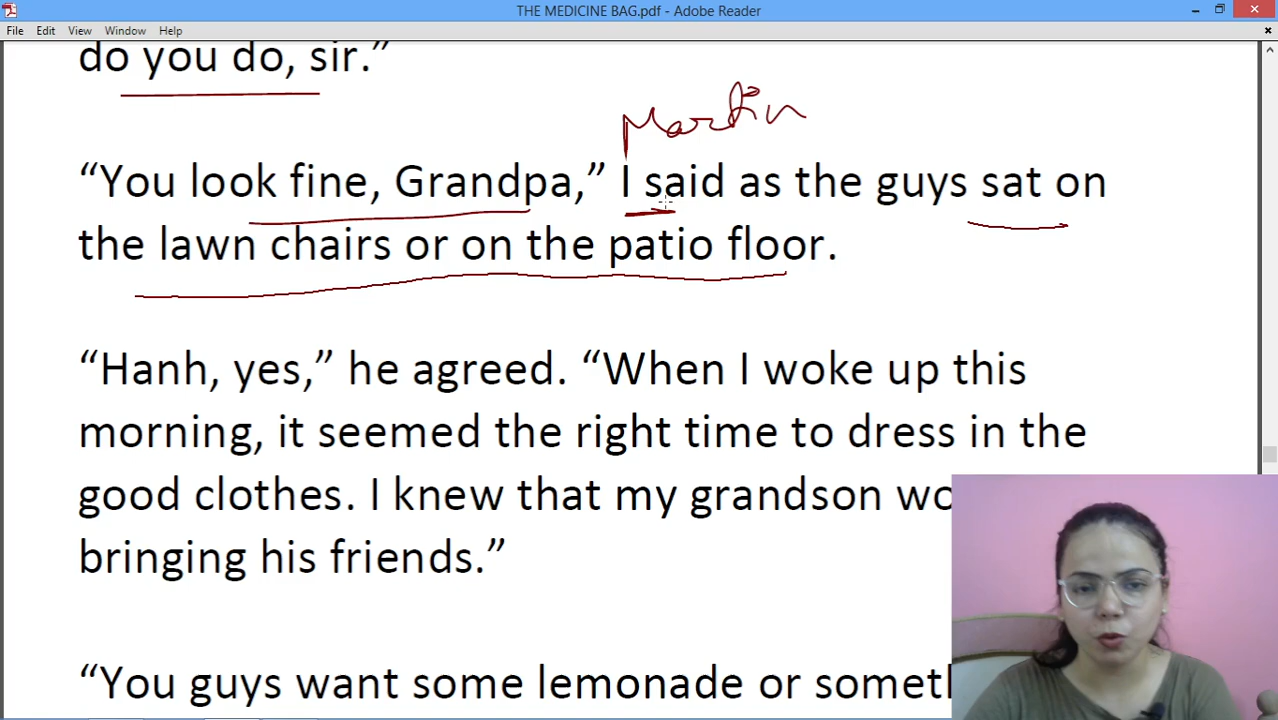 THE MEDICINE BAG.pdf - Adobe Reader
File Edit View Window Help
do you do, sir.”
Martin
“You look fine, Grandpa,” I said as the guys sat on
the lawn chairs or on the patio floor.
“Hanh, yes,” he agreed. “When I woke up this
morning, it seemed the right time to dress in the
good clothes. I knew that my grandson
bringing his friends.”
“You guys want some lemonade or